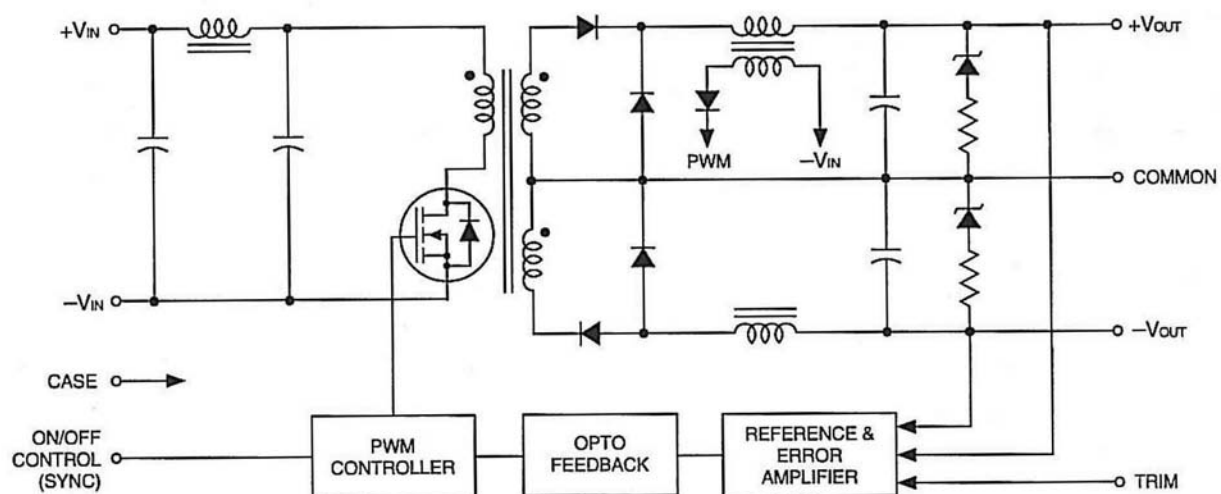 +VIN
+VOUT
PWM
−VIN
COMMON
−VIN
−VOUT
CASE
ON/OFF
CONTROL
(SYNC)
PWM
CONTROLLER
OPTO
FEEDBACK
REFERENCE &
ERROR
AMPLIFIER
TRIM